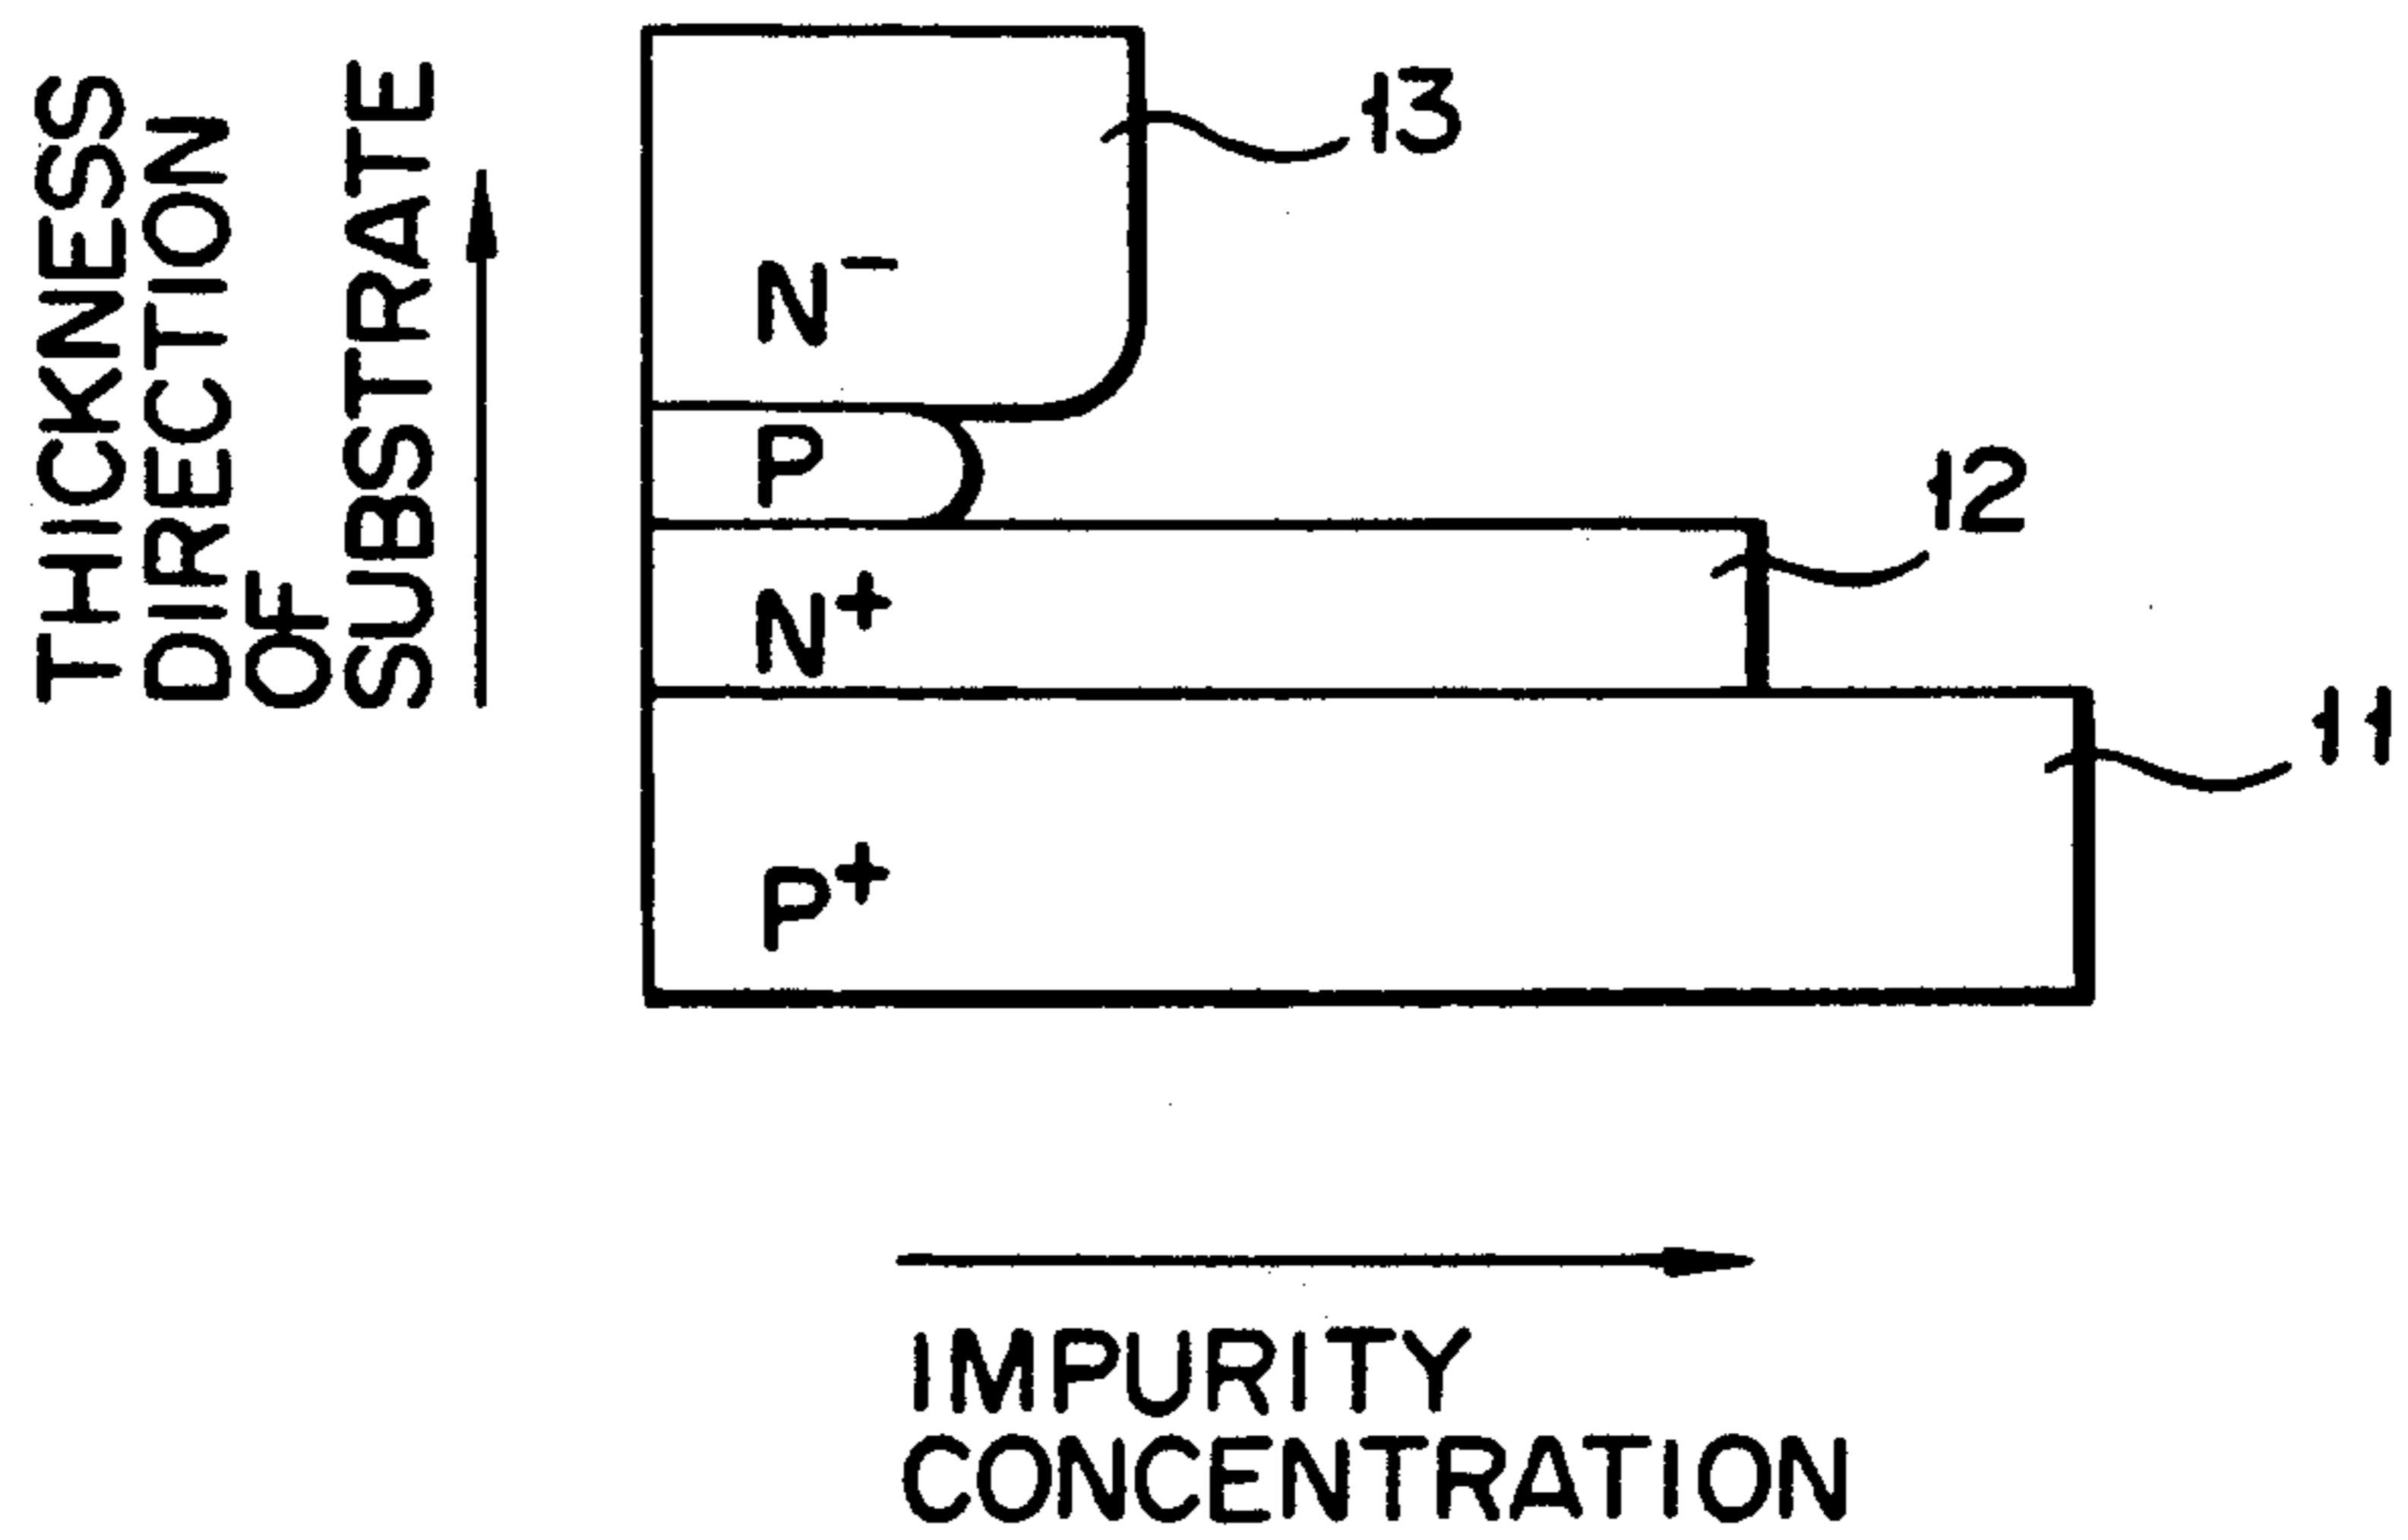 THICKNESS
DIRECTION
OF
SUBSTRATE
13
N⁻
P
12
N⁺
11
P⁺
IMPURITY
CONCENTRATION